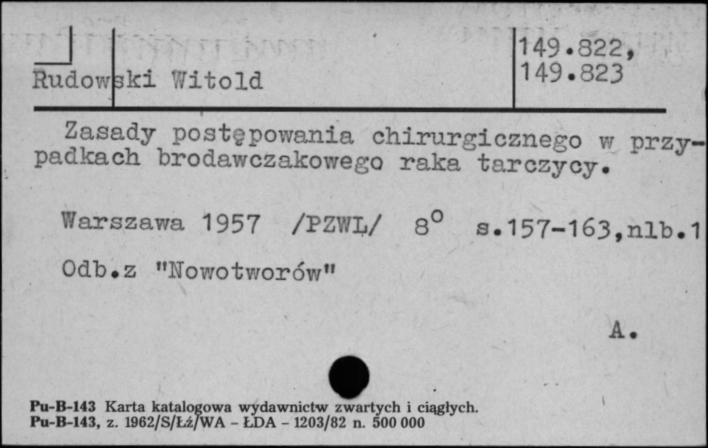 149.822,
Rudowski Witold 149.823
Zasady postępowania chirurgicznego w przy-
padkach brodawczakowego raka tarczycy.
Warszawa 1957 /PZWL/ 8° s.157-163,nlb.1
Odb.z "Nowotworów"
A.
Pu-B-143 Karta katalogowa wydawnictw zwartych i ciągłych.
Pu-B-143, z. 1962/S/Łź/WA - ŁDA - 1203/82 n. 500 000